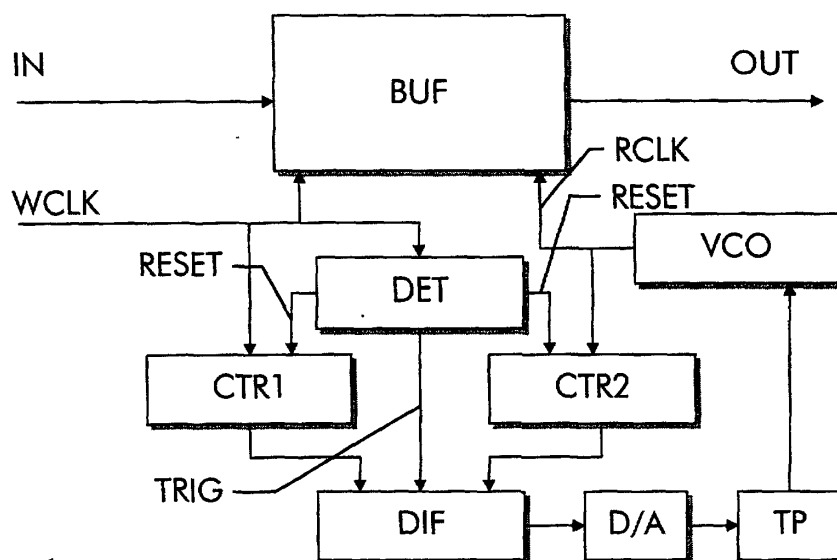 IN
BUF
OUT
RCLK
WCLK
RESET
VCO
RESET
DET
CTR1
CTR2
TRIG
DIF
D/A
TP